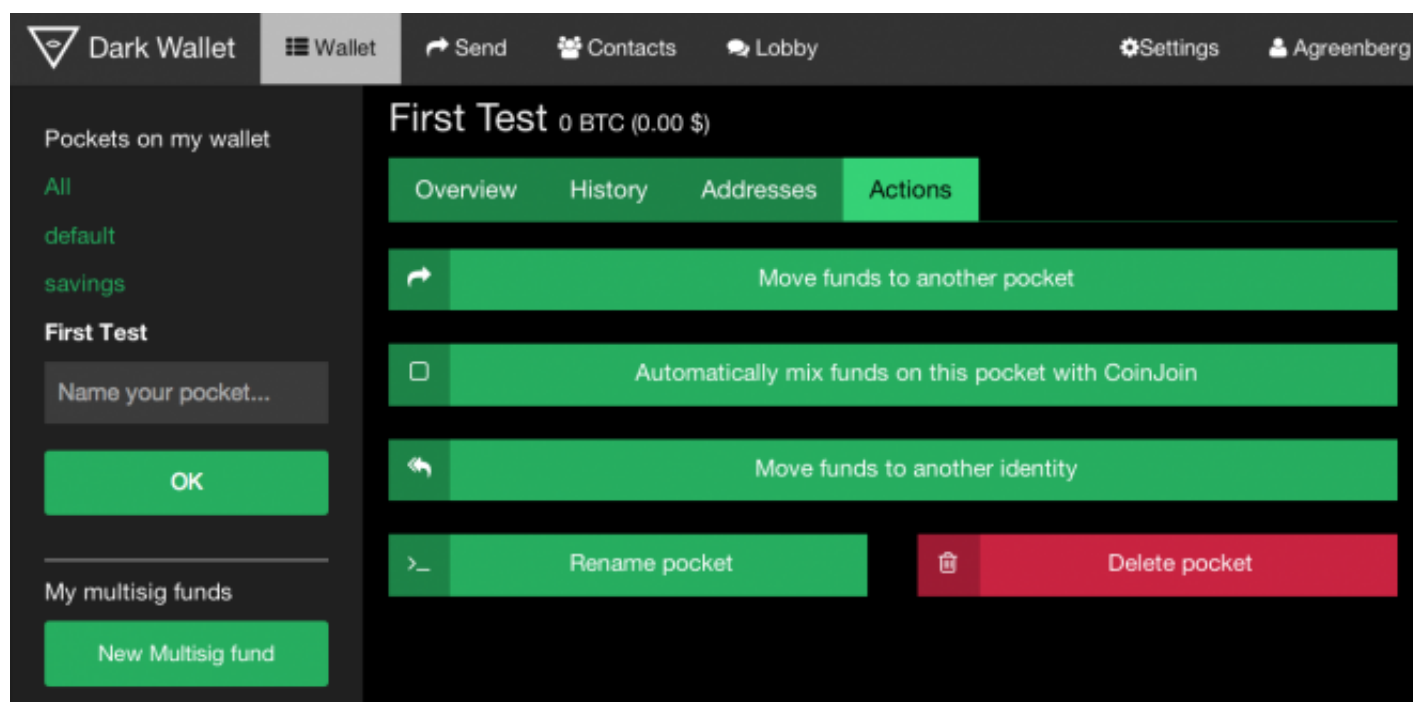 Dark Wallet Wallet Send Contacts Lobby Settings Agreenberg
Pockets on my wallet
All
default
savings
First Test
Name your pocket...
OK
My multisig funds
New Multisig fund
First Test 0 BTC (0.00 $)
Overview History Addresses Actions
Move funds to another pocket
Automatically mix funds on this pocket with CoinJoin
Move funds to another identity
Rename pocket Delete pocket